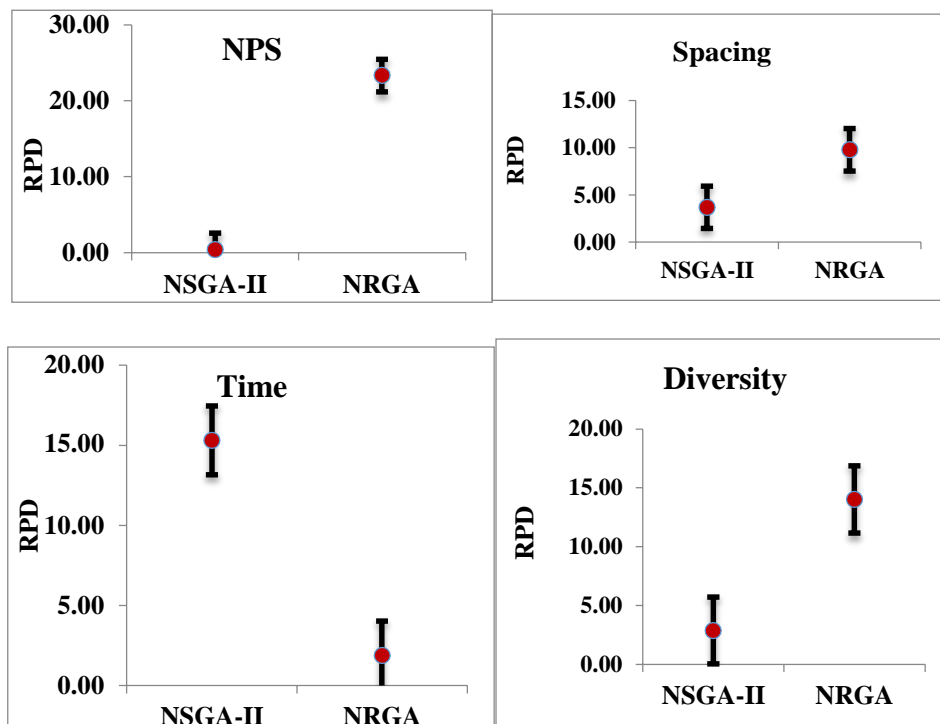 NPS
RPD
30.00
20.00
10.00
0.00
NSGA-II NRGA
Spacing
RPD
15.00
10.00
5.00
0.00
NSGA-II NRGA
Time
RPD
20.00
15.00
10.00
5.00
0.00
NSGA-II NRGA
Diversity
RPD
20.00
15.00
10.00
5.00
0.00
NSGA-II NRGA